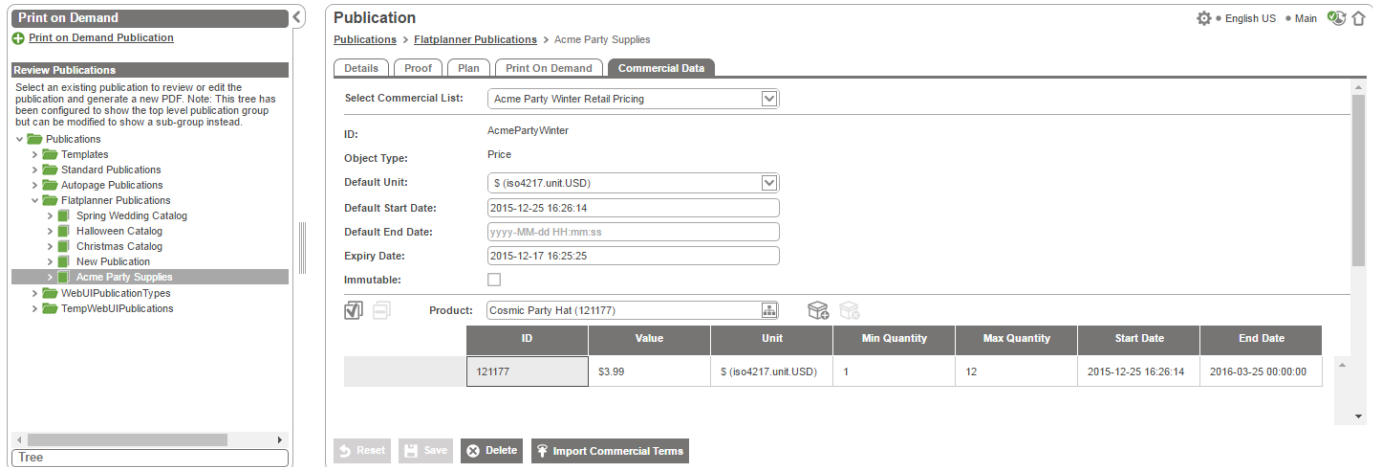 Print on Demand
Print on Demand Publication
Review Publications
Select an existing publication to review or edit the
publication and generate a new PDF. Note: This tree has
been configured to show the top level publication group
but can be modified to show a sub-group instead.
Publications
Templates
Standard Publications
Autopage Publications
Flatplanner Publications
Spring Wedding Catalog
Halloween Catalog
Christmas Catalog
New Publication
Acme Party Supplies
WebUIPublicationTypes
TempWebUIPublications
Tree
Publication
English US Main
Publications > Flatplanner Publications > Acme Party Supplies
Details Proof Plan Print On Demand Commercial Data
Select Commercial List: Acme Party Winter Retail Pricing
ID: AcmePartyWinter
Object Type: Price
Default Unit: $ (iso4217.unit.USD)
Default Start Date: 2015-12-25 16:26:14
Default End Date: yyyy-MM-dd HH:mm:ss
Expiry Date: 2015-12-17 16:25:25
Immutable:
Product: Cosmic Party Hat (121177)
ID Value Unit Min Quantity Max Quantity Start Date End Date
121177 $3.99 $ (iso4217.unit.USD) 1 12 2015-12-25 16:26:14 2016-03-25 00:00:00
Reset Save Delete Import Commercial Terms